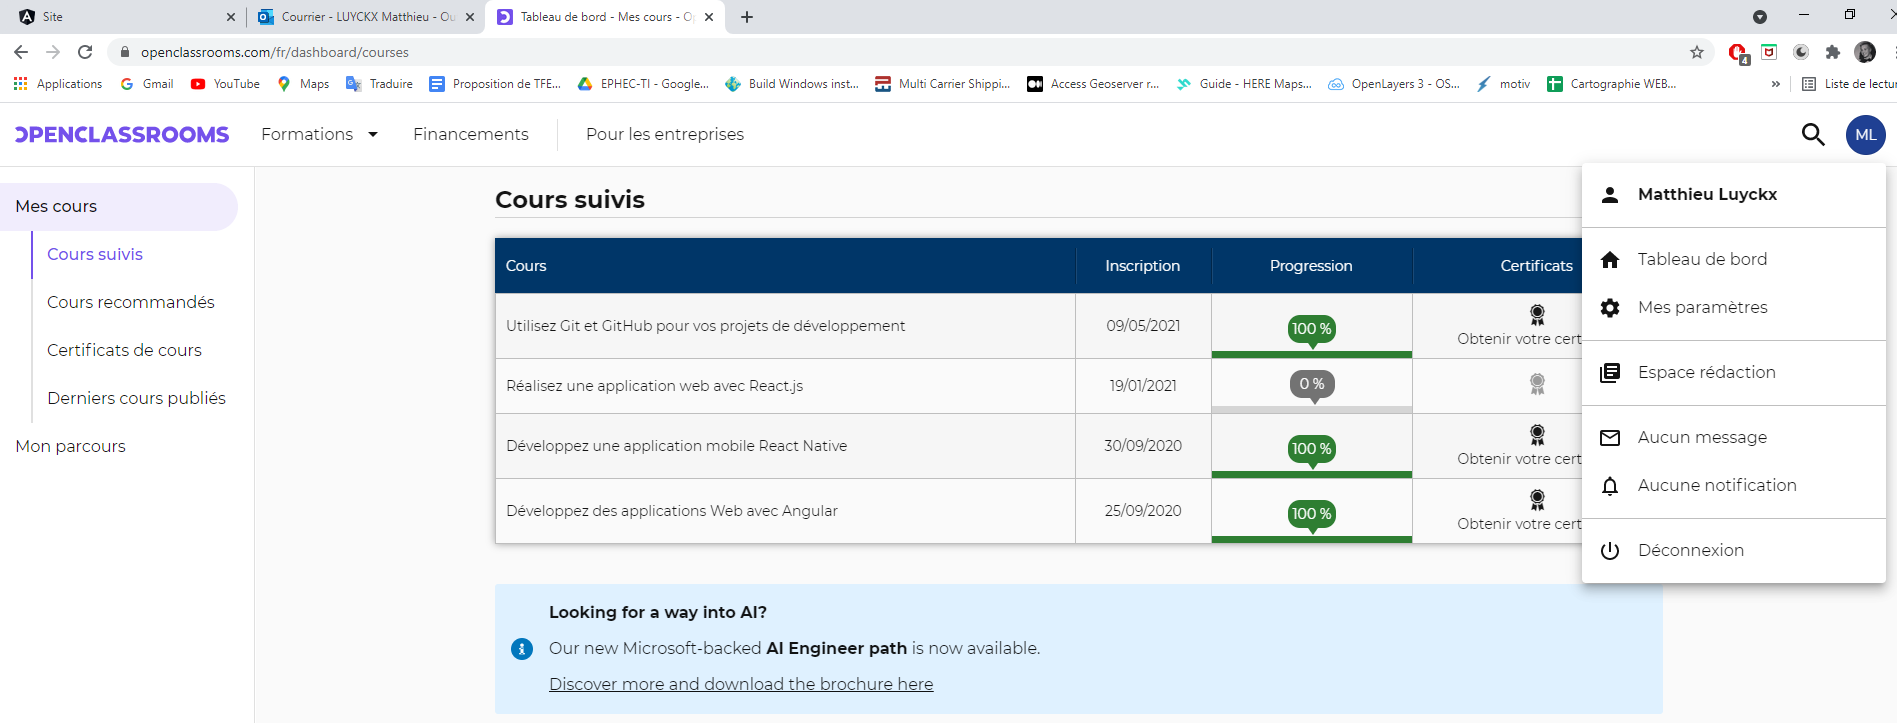 Site
Courrier - LUYCKX Matthieu - Ou
Tableau de bord - Mes cours - Op
openclassrooms.com/fr/dashboard/courses
4
Applications
Gmail
YouTube
Maps
Traduire
Proposition de TFE...
EPHEC-TI - Google...
Build Windows inst...
Multi Carrier Shippi...
Access Geoserver r...
Guide - HERE Maps...
OpenLayers 3 - OS...
motiv
Cartographie WEB...
»
Liste de lectur
OPENCLASSROOMS
Formations
Financements
Pour les entreprises
ML
Mes cours
Cours suivis
Cours recommandés
Certificats de cours
Derniers cours publiés
Mon parcours
Cours suivis
Cours Inscription Progression Certificats
Utilisez Git et GitHub pour vos projets de développement 09/05/2021 100 % Obtenir votre cert
Réalisez une application web avec React.js 19/01/2021 0 %
Développez une application mobile React Native 30/09/2020 100 % Obtenir votre cert
Développez des applications Web avec Angular 25/09/2020 100 % Obtenir votre cert
Looking for a way into AI?
Our new Microsoft-backed AI Engineer path is now available.
Discover more and download the brochure here
Matthieu Luyckx
Tableau de bord
Mes paramètres
Espace rédaction
Aucun message
Aucune notification
Déconnexion